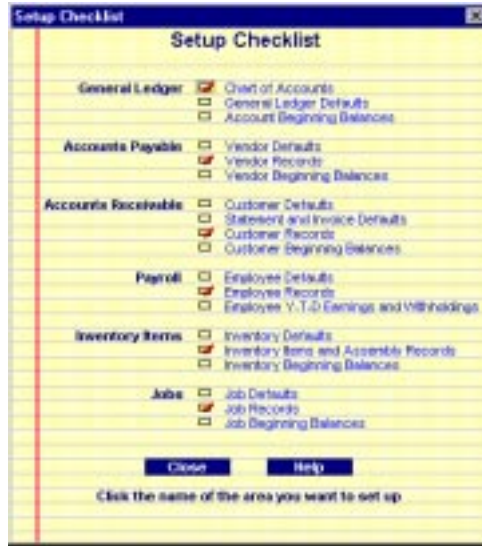 Setup Checklist
Setup Checklist
General Ledger Chart of Accounts
General Ledger Defaults
Account Beginning Balances
Accounts Payable Vendor Defaults
Vendor Records
Vendor Beginning Balances
Accounts Receivable Customer Defaults
Statement and Invoice Defaults
Customer Records
Customer Beginning Balances
Payroll Employee Defaults
Employee Records
Employee Y-T-D Earnings and Withholdings
Inventory Items Inventory Defaults
Inventory Items and Assembly Records
Inventory Beginning Balances
Jobs Job Defaults
Job Records
Job Beginning Balances
Close Help
Click the name of the area you want to set up